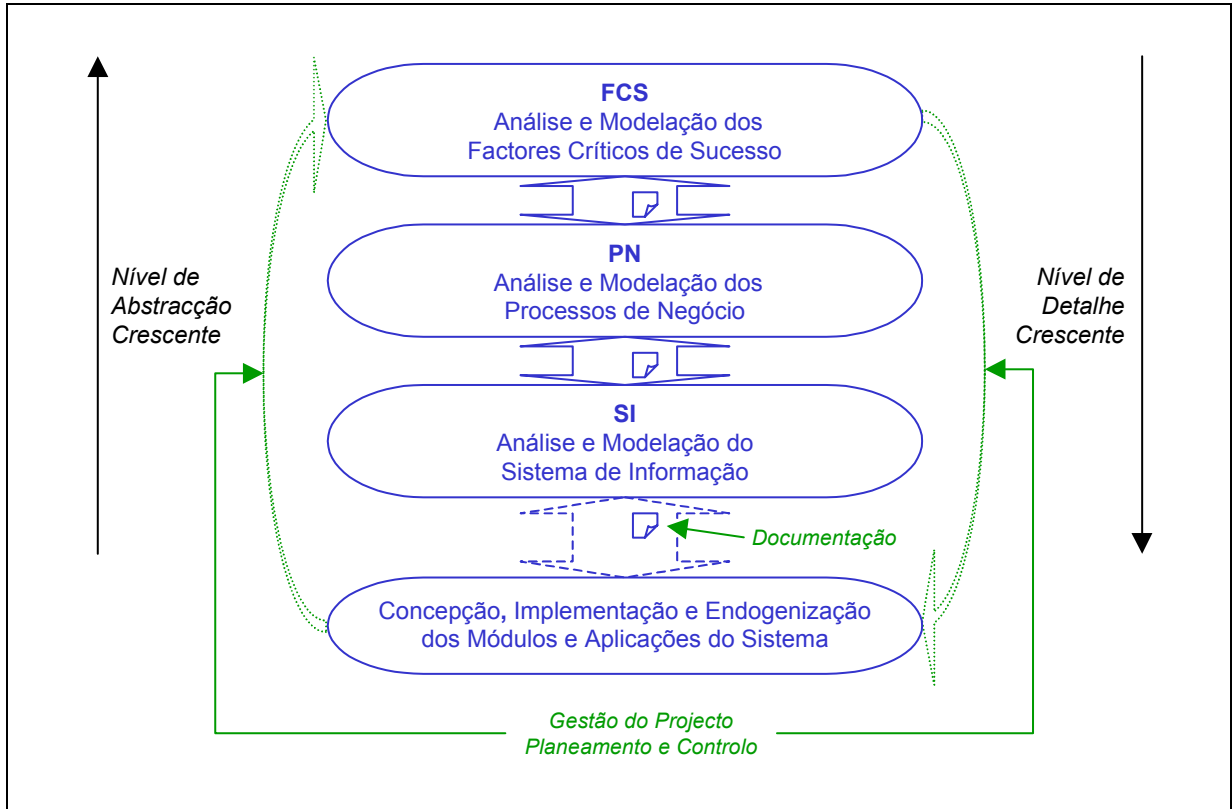 FCS
Análise e Modelação dos
Factores Críticos de Sucesso
PN
Análise e Modelação dos
Processos de Negócio
Nível de
Abstracção
Crescente
Nível de
Detalhe
Crescente
SI
Análise e Modelação do
Sistema de Informação
Documentação
Concepção, Implementação e Endogenização
dos Módulos e Aplicações do Sistema
Gestão do Projecto
Planeamento e Controlo